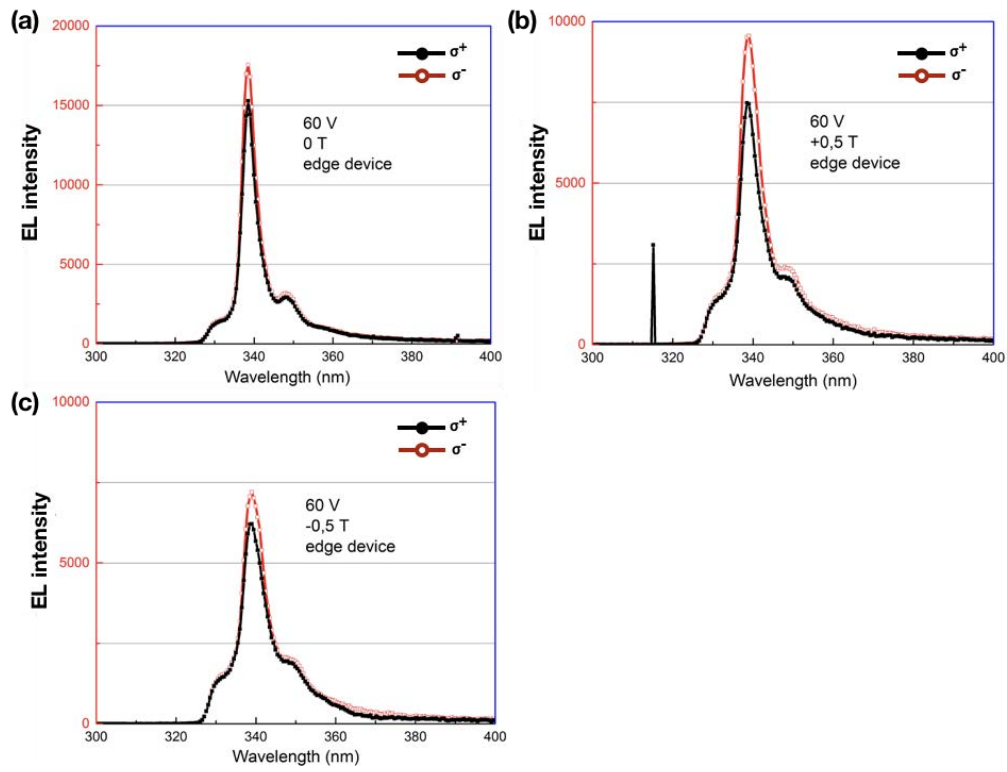 (a)
20000
15000
10000
5000
0
EL intensity
σ+
σ-
60 V
0 T
edge device
300 320 340 360 380 400
Wavelength (nm)
(b)
10000
5000
0
EL intensity
σ+
σ-
60 V
+0,5 T
edge device
300 320 340 360 380 400
Wavelength (nm)
(c)
10000
5000
0
EL intensity
σ+
σ-
60 V
-0,5 T
edge device
300 320 340 360 380 400
Wavelength (nm)